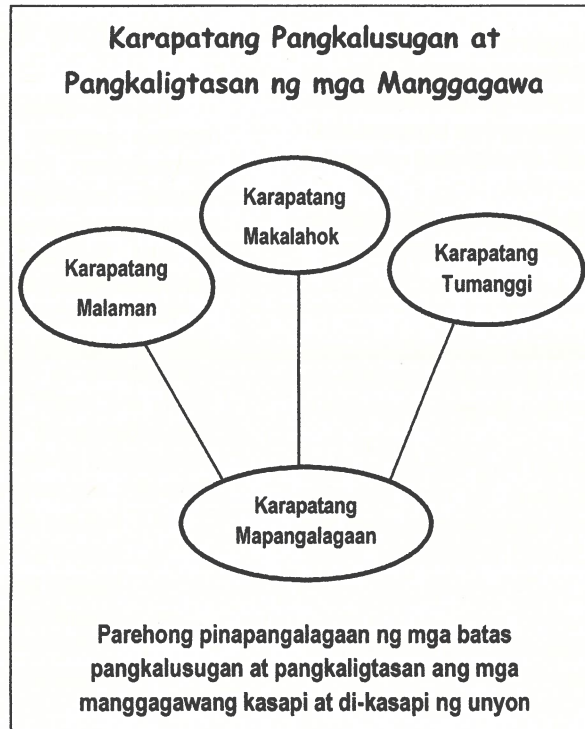 Karapatang Pangkalusugan at
Pangkaligtasan ng mga Manggagawa
Karapatang
Malaman
Karapatang
Makalahok
Karapatang
Tumanggi
Karapatang
Mapangalagaan
Parehong pinapangalagaan ng mga batas
pangkalusugan at pangkaligtasan ang mga
manggagawang kasapi at di-kasapi ng unyon